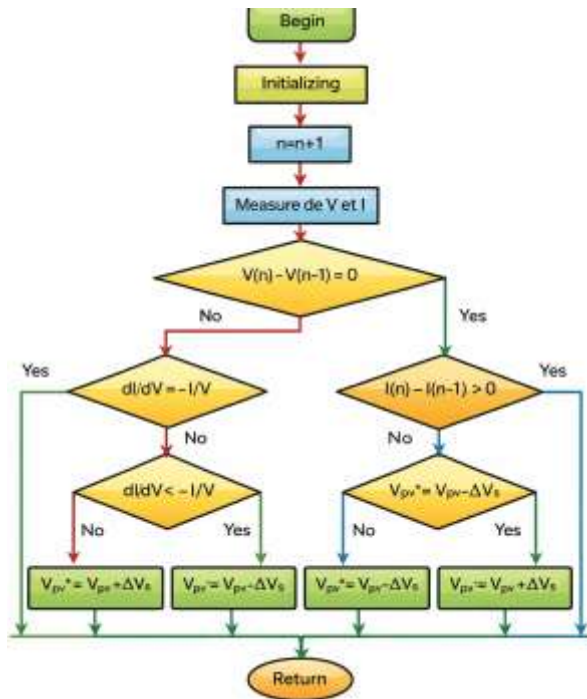 Begin
Initializing
n=n+1
Measure de V et I
V(n) – V(n-1) = 0
No
Yes
Yes
dI/dV = – I/V
I(n) – I(n-1) > 0
Yes
No
No
dI/dV < – I/V
Vpv* = Vpv – ΔVs
No
Yes
No
Yes
Vpv* = Vpv + ΔVs
Vpv = Vpv – ΔVs
Vpv* = Vpv – ΔVs
Vpv = Vpv + ΔVs
Return